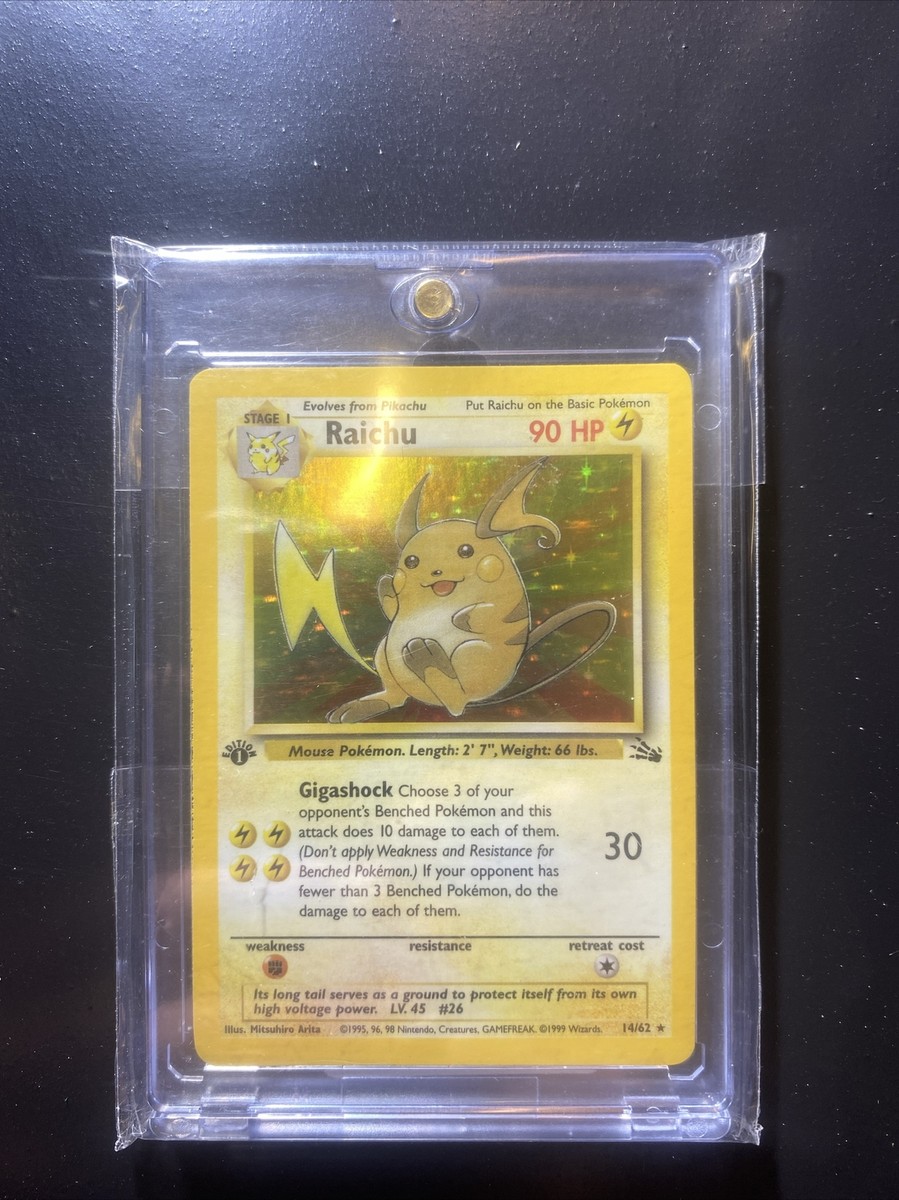 Evolves from Pikachu Put Raichu on the Basic Pokémon
STAGE 1
Raichu 90 HP
EDITION 1
Mouse Pokémon. Length: 2' 7", Weight: 66 lbs.
Gigashock Choose 3 of your
opponent's Benched Pokémon and this
attack does 10 damage to each of them.
(Don't apply Weakness and Resistance for
Benched Pokémon.) If your opponent has
fewer than 3 Benched Pokémon, do the
damage to each of them.
30
weakness resistance retreat cost
Its long tail serves as a ground to protect itself from its own
high voltage power. LV. 45 #26
Illus. Mitsuhiro Arita ©1995, 96, 98 Nintendo, Creatures, GAMEFREAK. ©1999 Wizards. 14/62 ★